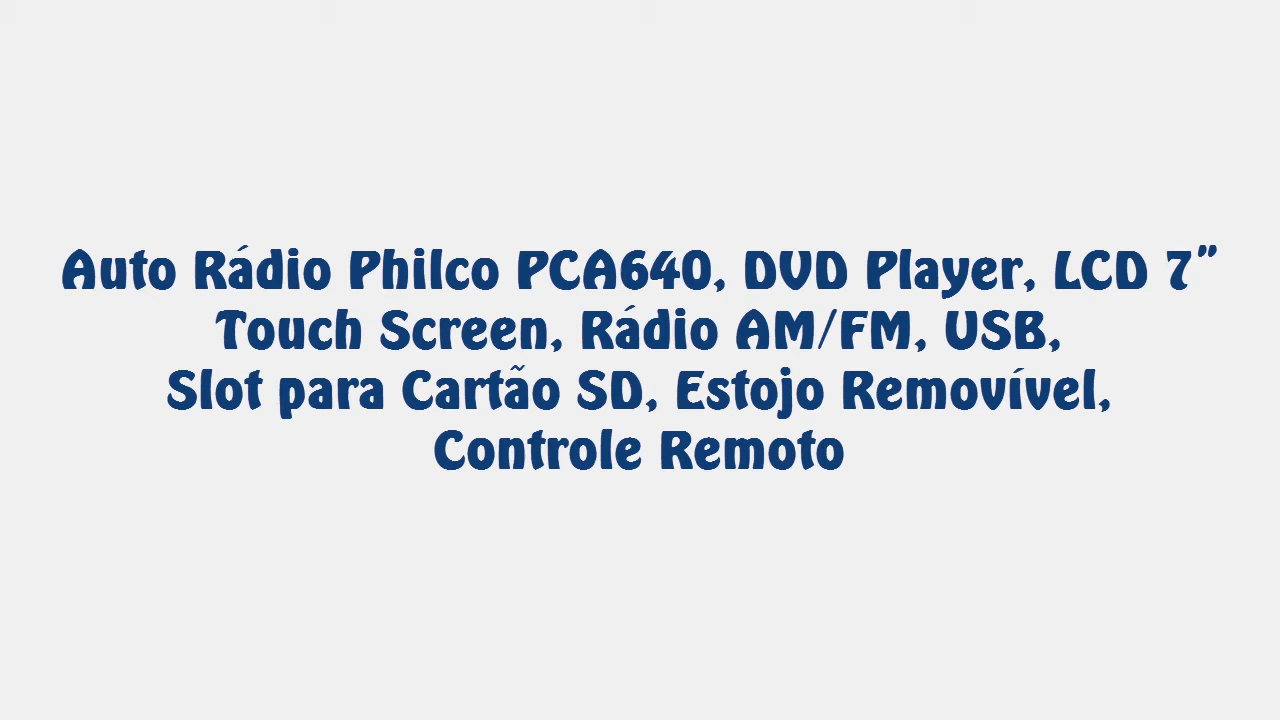 Auto Rádio Philco PCA640, DVD Player, LCD 7”
Touch Screen, Rádio AM/FM, USB,
Slot para Cartão SD, Estojo Removível,
Controle Remoto